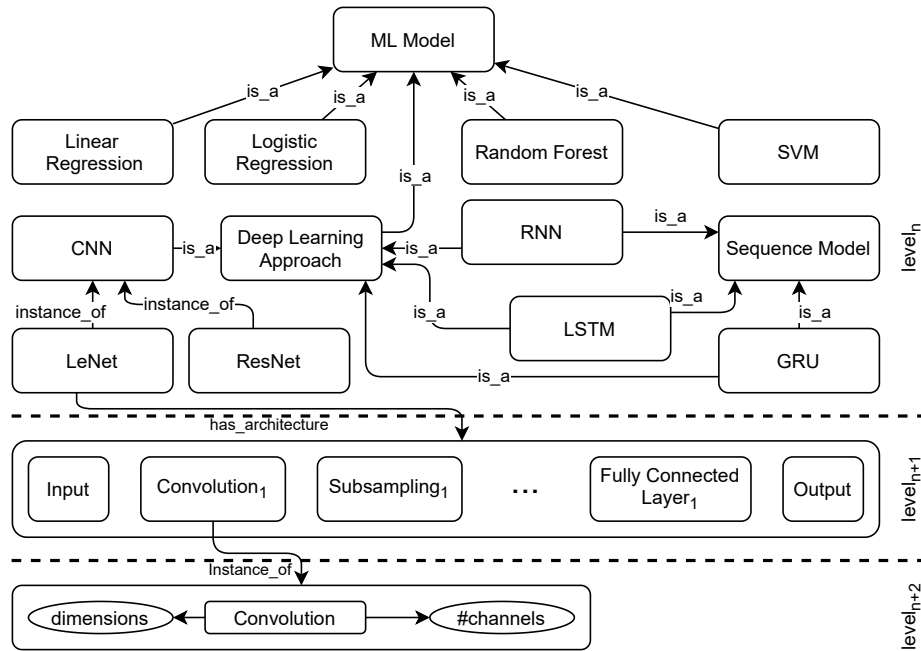 ML Model
is_a
is_a
is_a
is_a
Linear
Regression
Logistic
Regression
Random Forest
SVM
is_a
CNN
is_a
Deep Learning
Approach
is_a
RNN
is_a
Sequence Model
level_n
instance_of
instance_of
is_a
is_a
is_a
LeNet
ResNet
LSTM
GRU
is_a
has_architecture
Input
Convolution_1
Subsampling_1
...
Fully Connected
Layer_1
Output
level_n+1
Instance_of
dimensions
Convolution
#channels
level_n+2